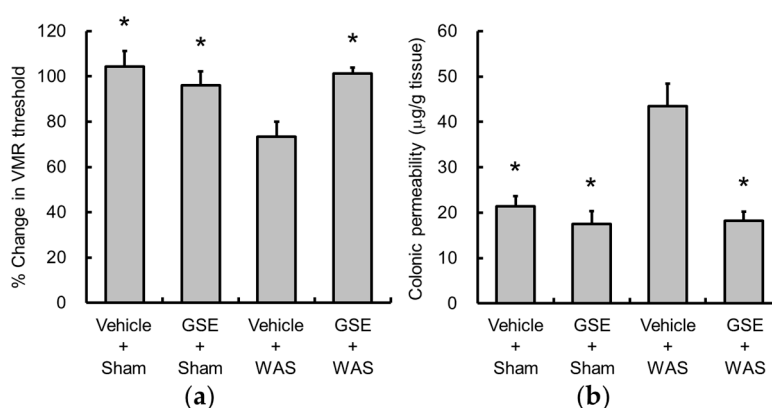 % Change in VMR threshold
120
100
80
60
40
20
0
*
*
*
Vehicle
+
Sham
GSE
+
Sham
Vehicle
+
WAS
GSE
+
WAS
(a)
Colonic permeability (μg/g tissue)
60
50
40
30
20
10
0
*
*
*
Vehicle
+
Sham
GSE
+
Sham
Vehicle
+
WAS
GSE
+
WAS
(b)